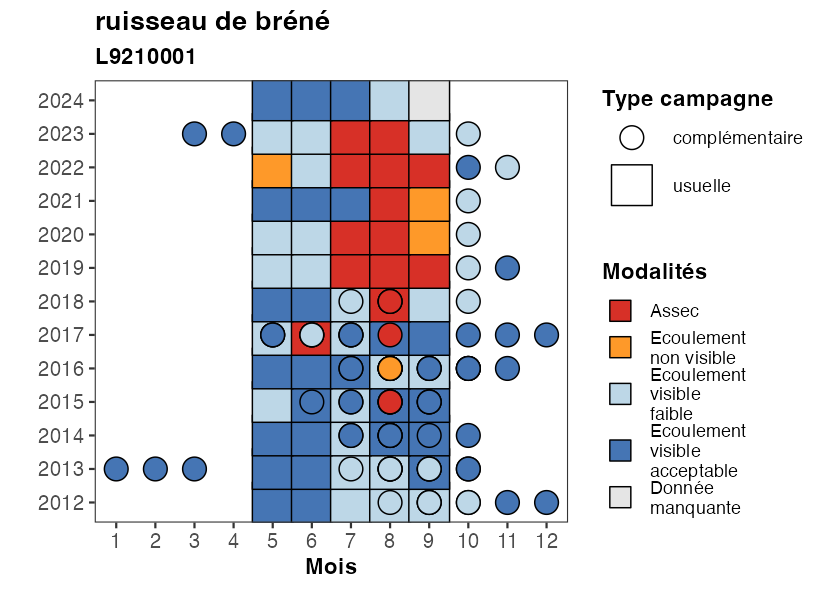 ruisseau de bréné
L9210001
2024
2023
2022
2021
2020
2019
2018
2017
2016
2015
2014
2013
2012
1 2 3 4 5 6 7 8 9 10 11 12
Mois
Type campagne
complémentaire
usuelle
Modalités
Assec
Ecoulement
non visible
Ecoulement
visible
faible
Ecoulement
visible
acceptable
Donnée
manquante